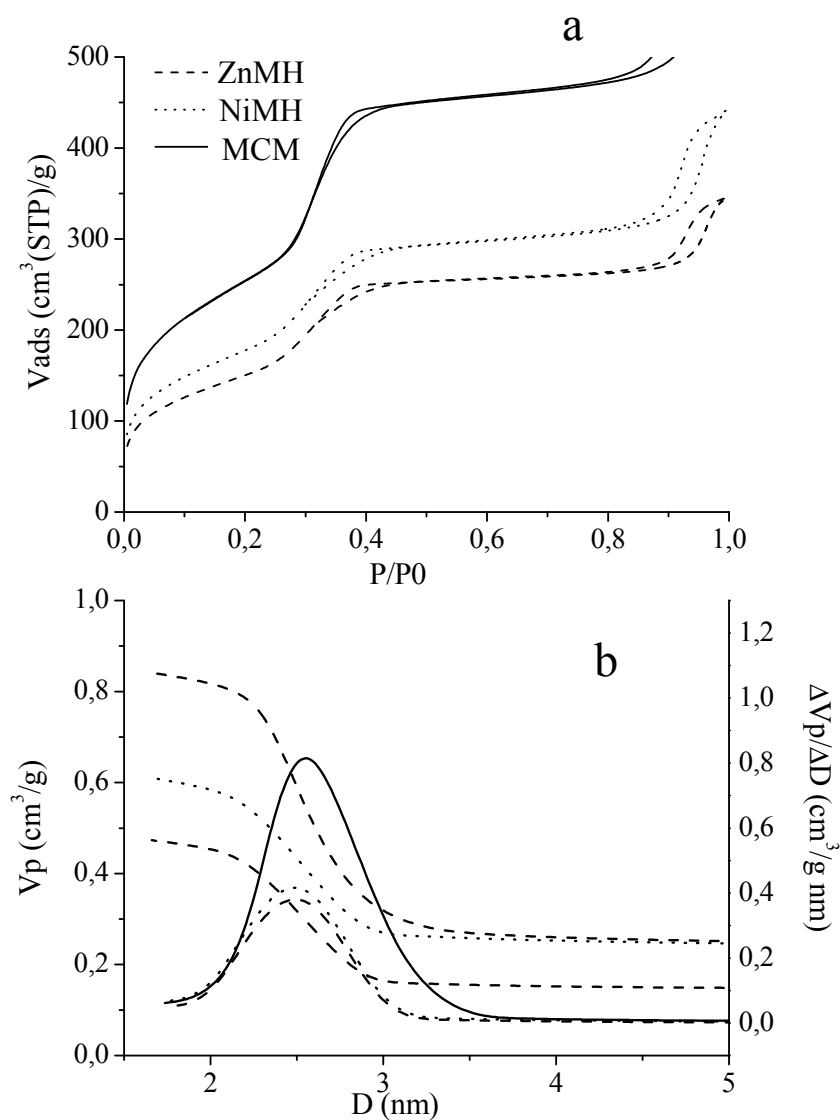 a
500
400
300
200
100
0
Vads (cm³(STP)/g)
ZnMH
NiMH
MCM
0,0 0,2 0,4 0,6 0,8 1,0
P/P0
b
1,0
0,8
0,6
0,4
0,2
0,0
Vp (cm³/g)
1,2
1,0
0,8
0,6
0,4
0,2
0,0
ΔVp/ΔD (cm³/g nm)
2 3 4 5
D (nm)